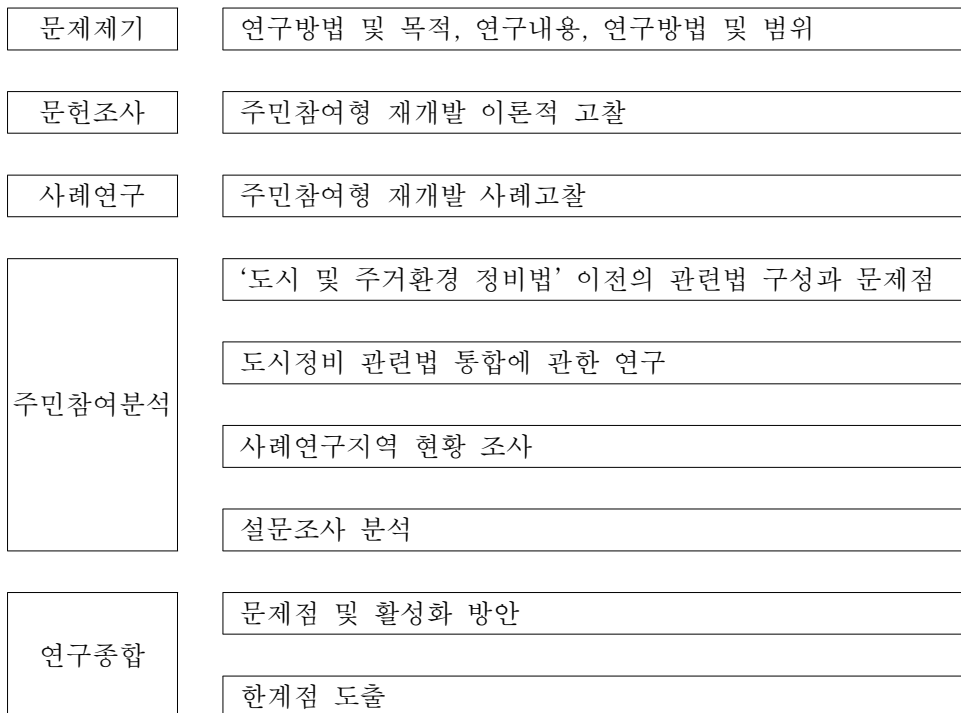 문제제기
연구방법 및 목적, 연구내용, 연구방법 및 범위
문헌조사
주민참여형 재개발 이론적 고찰
사례연구
주민참여형 재개발 사례고찰
주민참여분석
‘도시 및 주거환경 정비법’ 이전의 관련법 구성과 문제점
도시정비 관련법 통합에 관한 연구
사례연구지역 현황 조사
설문조사 분석
연구종합
문제점 및 활성화 방안
한계점 도출